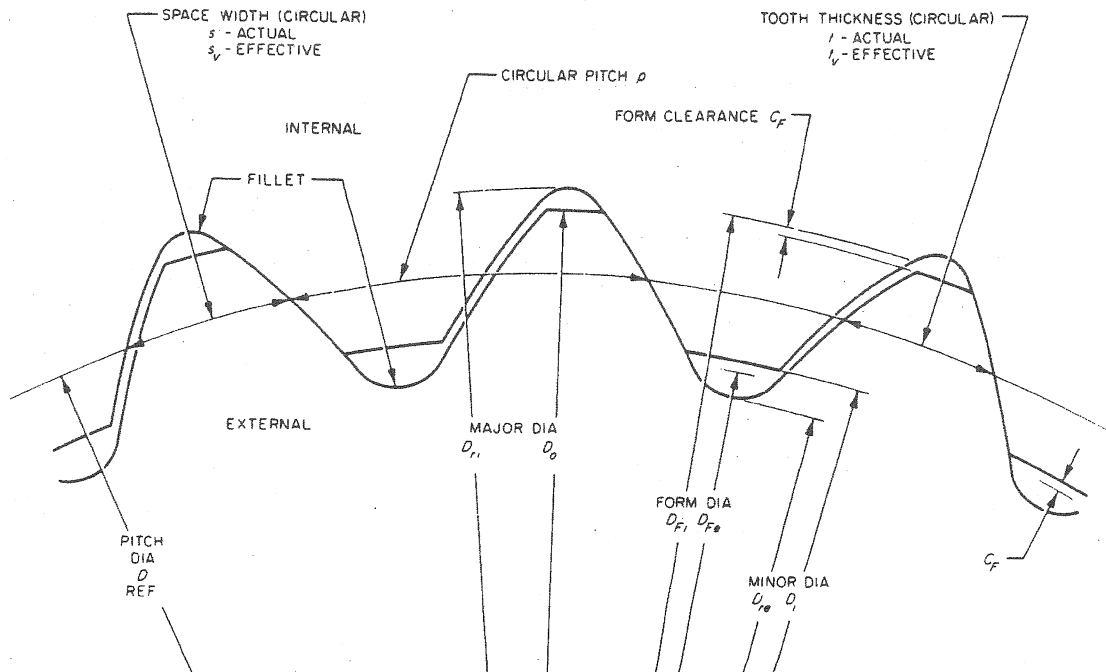 SPACE WIDTH (CIRCULAR)
s - ACTUAL
sv - EFFECTIVE
TOOTH THICKNESS (CIRCULAR)
t - ACTUAL
tv - EFFECTIVE
CIRCULAR PITCH p
FORM CLEARANCE CF
INTERNAL
FILLET
EXTERNAL
MAJOR DIA
Dri Do
FORM DIA
DFi DFe
PITCH
DIA
D
REF
MINOR DIA
Dre Di
CF